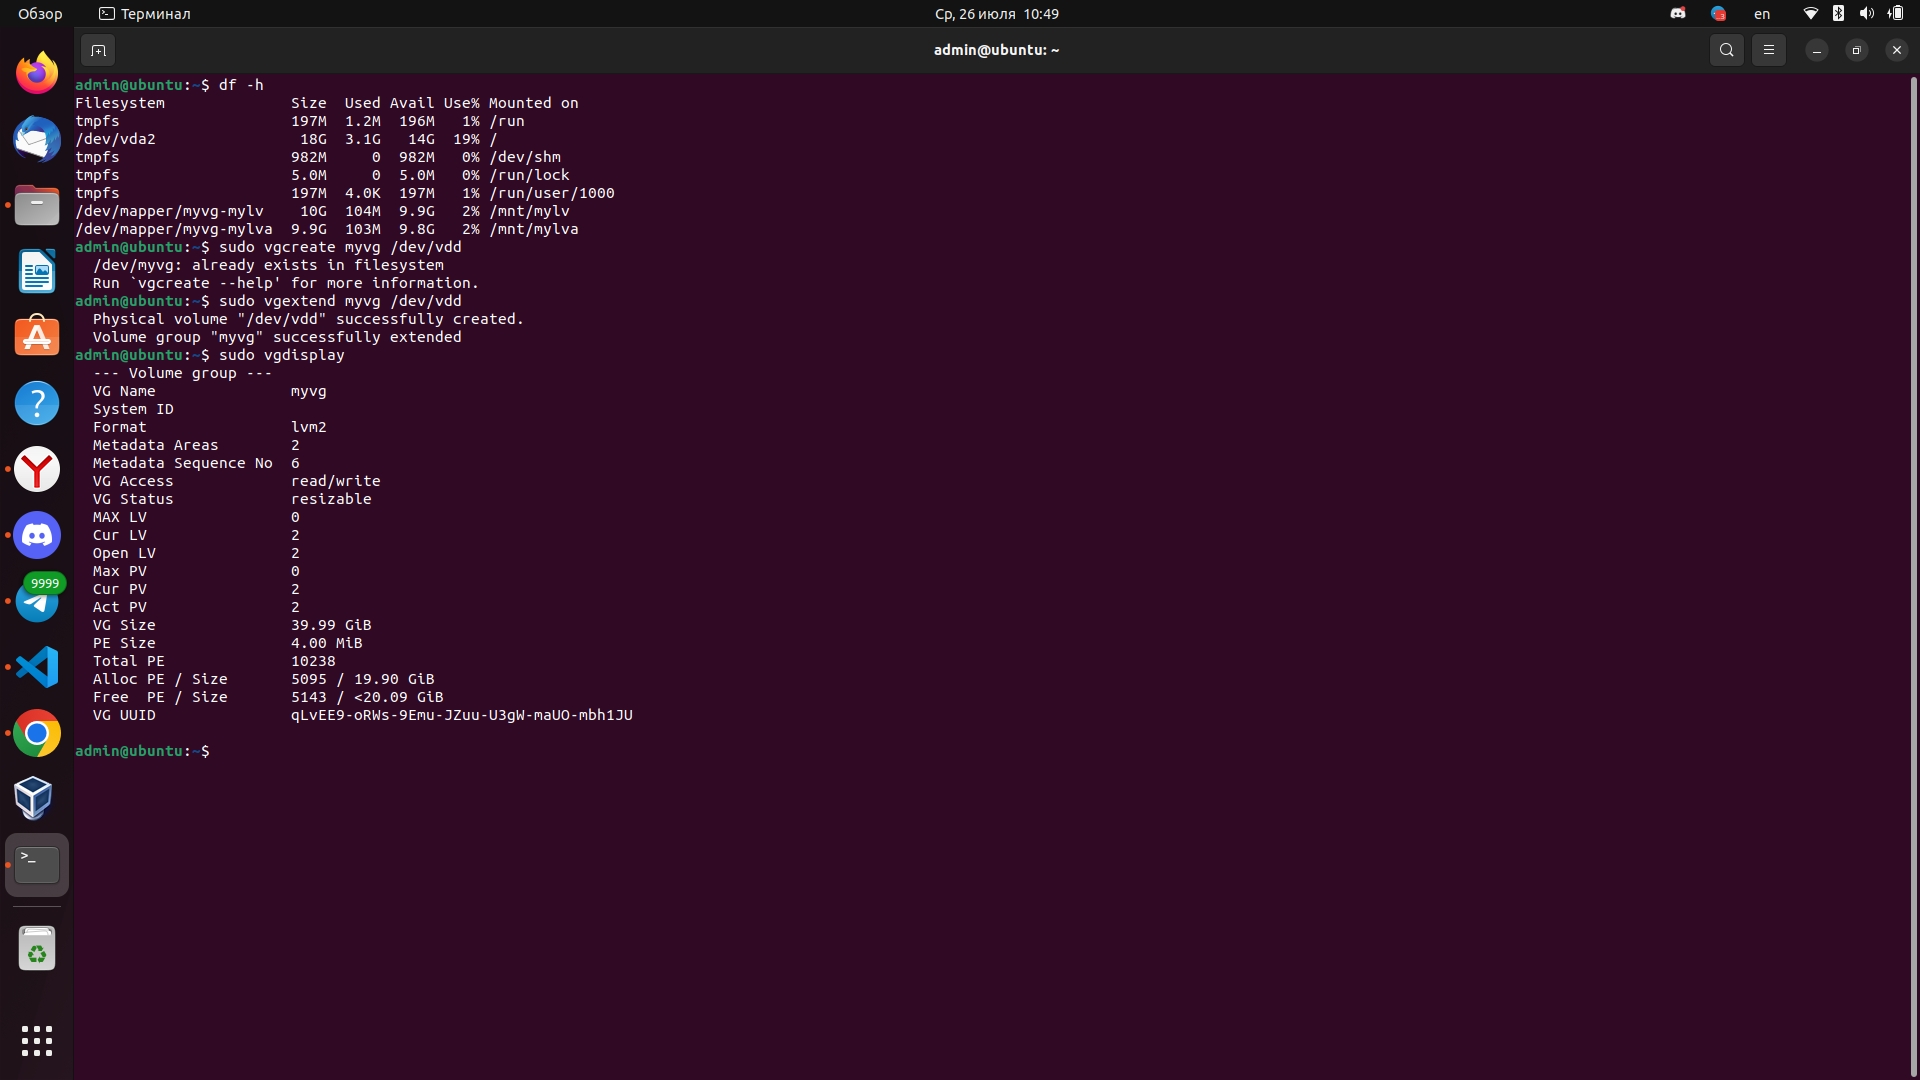 Обзор Терминал Ср, 26 июля 10:49 en
admin@ubuntu: ~
admin@ubuntu:~$ df -h
Filesystem Size Used Avail Use% Mounted on
tmpfs 197M 1.2M 196M 1% /run
/dev/vda2 18G 3.1G 14G 19% /
tmpfs 982M 0 982M 0% /dev/shm
tmpfs 5.0M 0 5.0M 0% /run/lock
tmpfs 197M 4.0K 197M 1% /run/user/1000
/dev/mapper/myvg-mylv 10G 104M 9.9G 2% /mnt/mylv
/dev/mapper/myvg-mylva 9.9G 103M 9.8G 2% /mnt/mylva
admin@ubuntu:~$ sudo vgcreate myvg /dev/vdd
/dev/myvg: already exists in filesystem
Run `vgcreate --help' for more information.
admin@ubuntu:~$ sudo vgextend myvg /dev/vdd
Physical volume "/dev/vdd" successfully created.
Volume group "myvg" successfully extended
admin@ubuntu:~$ sudo vgdisplay
--- Volume group ---
VG Name myvg
System ID
Format lvm2
Metadata Areas 2
Metadata Sequence No 6
VG Access read/write
VG Status resizable
MAX LV 0
Cur LV 2
Open LV 2
Max PV 0
Cur PV 2
Act PV 2
VG Size 39.99 GiB
PE Size 4.00 MiB
Total PE 10238
Alloc PE / Size 5095 / 19.90 GiB
Free PE / Size 5143 / <20.09 GiB
VG UUID qLvEE9-oRWs-9Emu-JZuu-U3gW-maUO-mbh1JU
admin@ubuntu:~$
9999